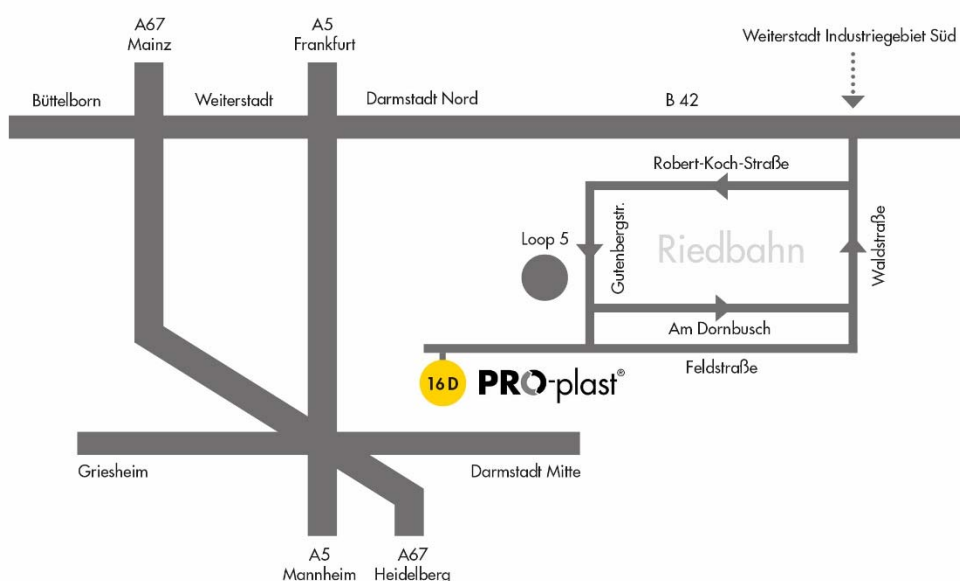 A67
Mainz
A5
Frankfurt
Weiterstadt Industriegebiet Süd
Büttelborn
Weiterstadt
Darmstadt Nord
B 42
Robert-Koch-Straße
Loop 5
Gutenbergstr.
Riedbahn
Waldstraße
Am Dornbusch
Feldstraße
16 D
PRO-plast®
Griesheim
Darmstadt Mitte
A5
Mannheim
A67
Heidelberg